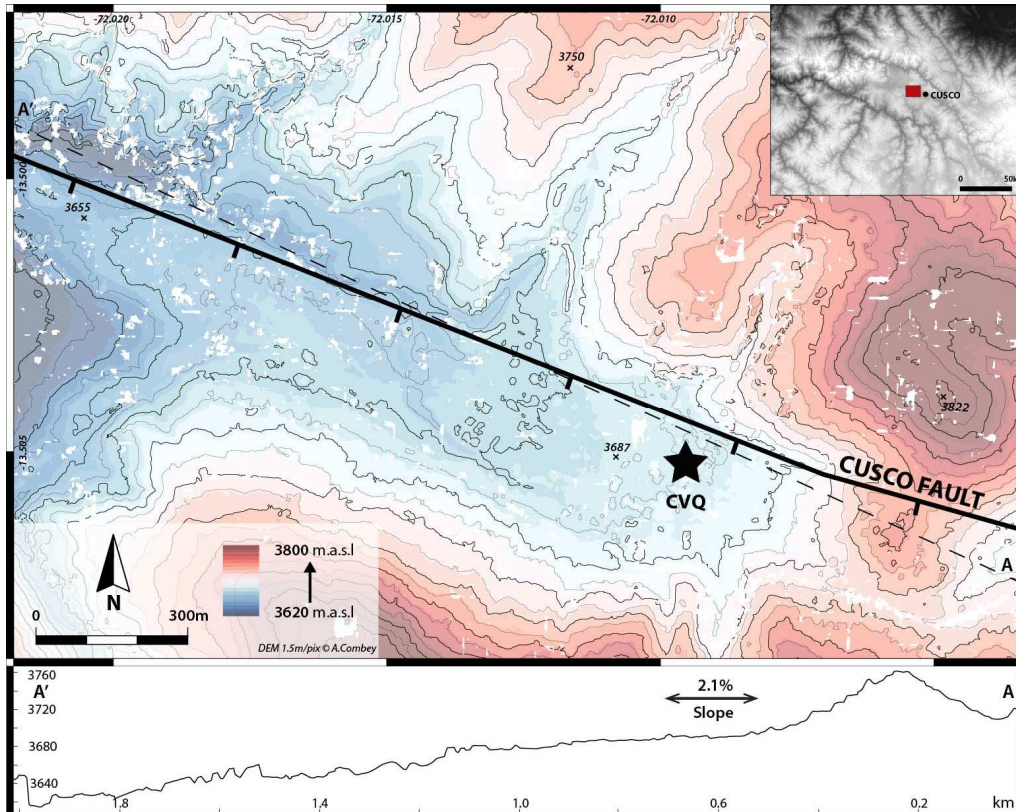 -72.020
-72.015
-72.010
3750
A'
CUSCO
0 50k
-13.500
3655
3822
3687
-13.505
CVQ
CUSCO FAULT
A
3800 m.a.s.l
3620 m.a.s.l
N
0 300m
DEM 1.5m/pix © A.Combey
3760
A'
2.1%
A
Slope
3720
3680
3640
1.8 1.4 1.0 0.6 0.2 km